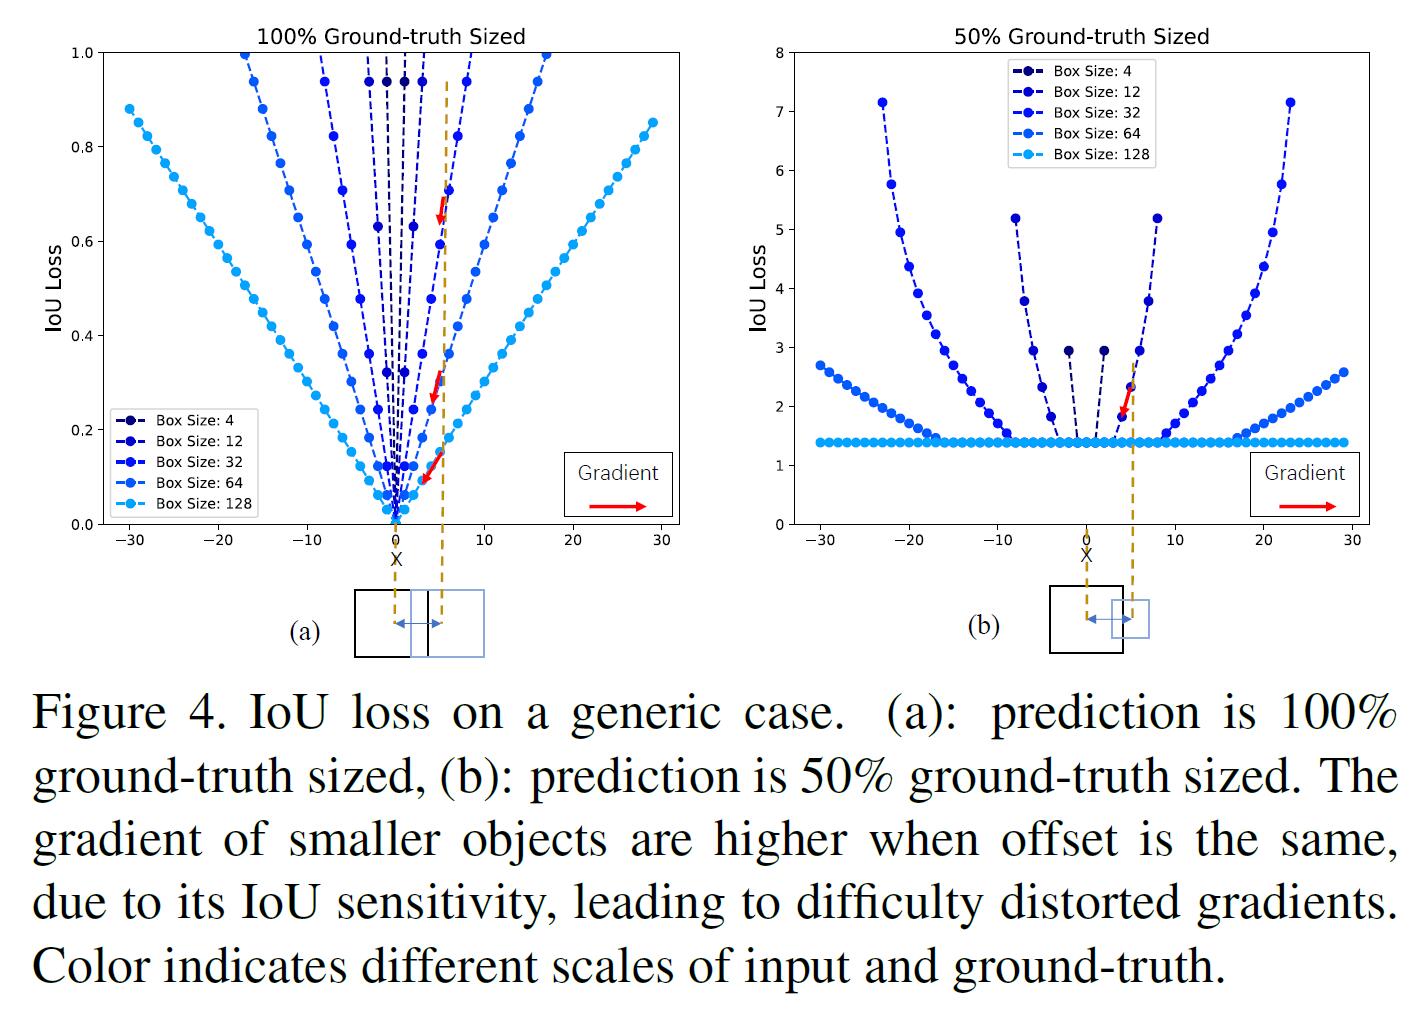 100% Ground-truth Sized
1.0
0.8
0.6
0.4
0.2
0.0
IoU Loss
Box Size: 4
Box Size: 12
Box Size: 32
Box Size: 64
Box Size: 128
Gradient
−30
−20
−10
0
10
20
30
X
(a)
50% Ground-truth Sized
8
7
6
5
4
3
2
1
0
IoU Loss
Box Size: 4
Box Size: 12
Box Size: 32
Box Size: 64
Box Size: 128
Gradient
−30
−20
−10
0
10
20
30
X
(b)
Figure 4. IoU loss on a generic case. (a): prediction is 100%
ground-truth sized, (b): prediction is 50% ground-truth sized. The
gradient of smaller objects are higher when offset is the same,
due to its IoU sensitivity, leading to difficulty distorted gradients.
Color indicates different scales of input and ground-truth.